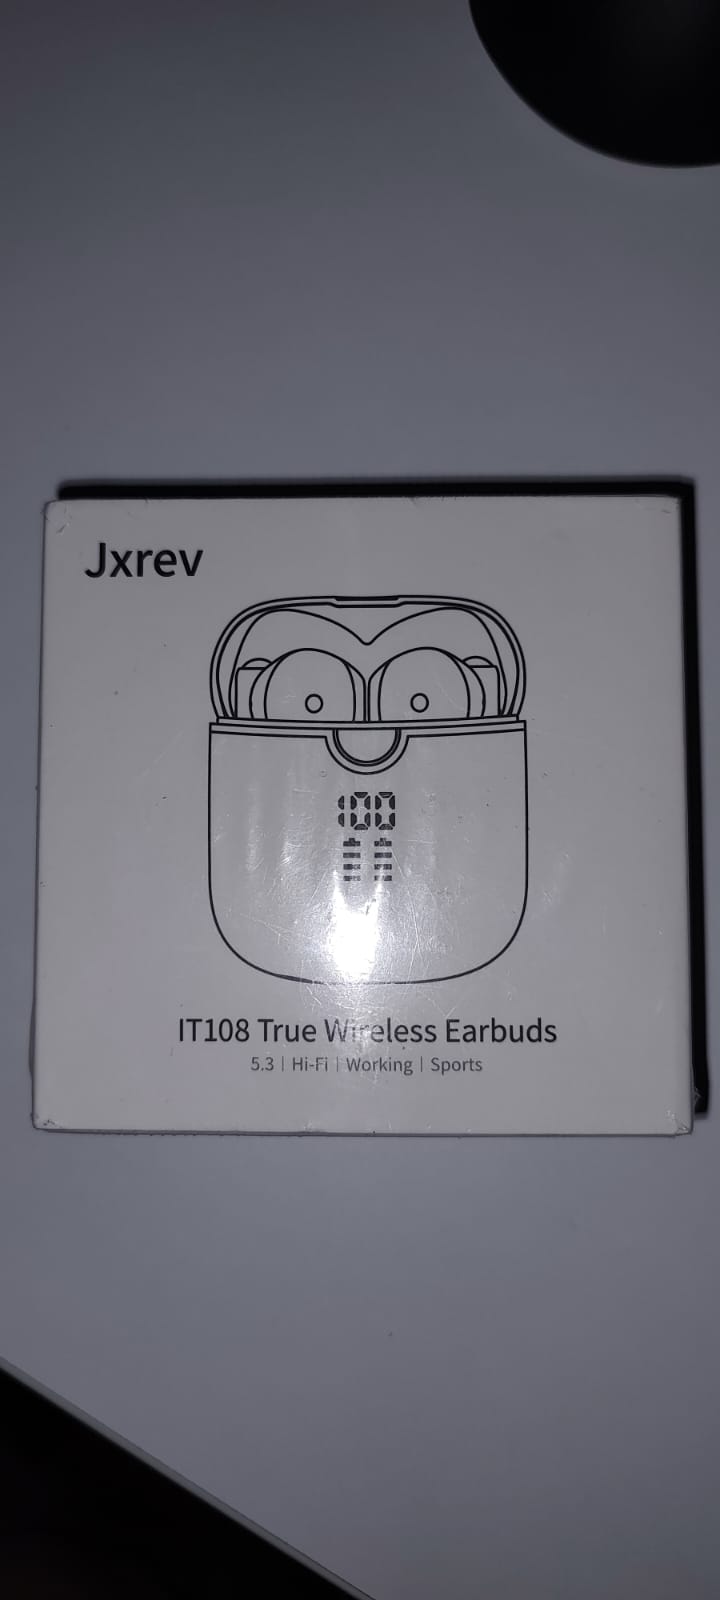 Jxrev
100
IT108 True Wireless Earbuds
5.3 | Hi-Fi | Working | Sports